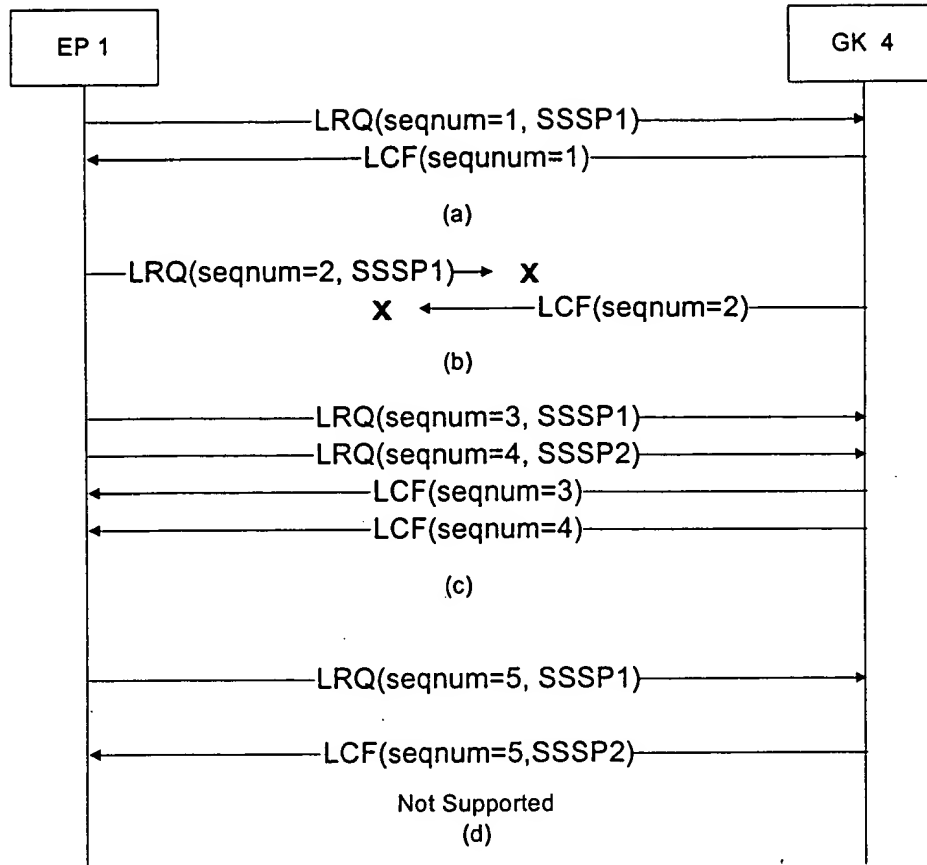 EP 1
GK 4
LRQ(seqnum=1, SSSP1)
LCF(sequnum=1)
(a)
LRQ(seqnum=2, SSSP1) X
X LCF(seqnum=2)
(b)
LRQ(seqnum=3, SSSP1)
LRQ(seqnum=4, SSSP2)
LCF(seqnum=3)
LCF(seqnum=4)
(c)
LRQ(seqnum=5, SSSP1)
LCF(seqnum=5,SSSP2)
Not Supported
(d)